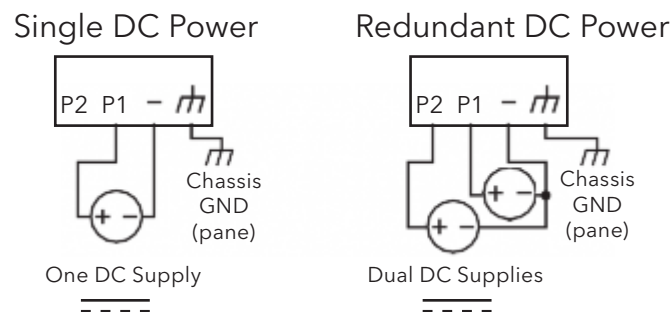 Single DC Power
P2 P1 –
+ –
Chassis
GND
(pane)
One DC Supply
Redundant DC Power
P2 P1 –
+ –
+ –
Chassis
GND
(pane)
Dual DC Supplies